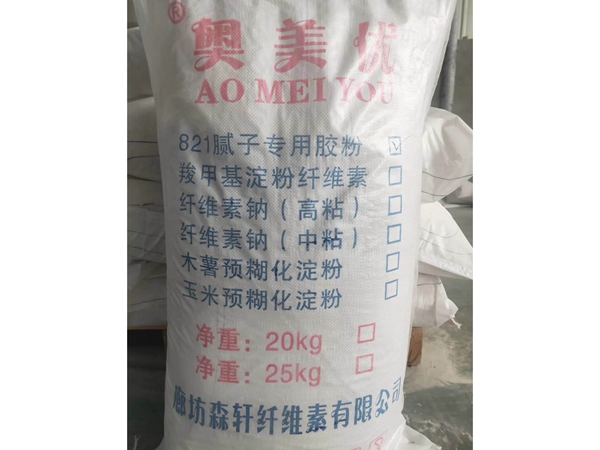 ® 奥美优
AO MEI YOU
821腻子专用胶粉 ☑
羧甲基淀粉纤维素 □
纤维素钠（高粘） □
纤维素钠（中粘） □
木薯预糊化淀粉 □
玉米预糊化淀粉 □
净重：20kg □
净重：25kg □
廊坊森轩纤维素有限公司